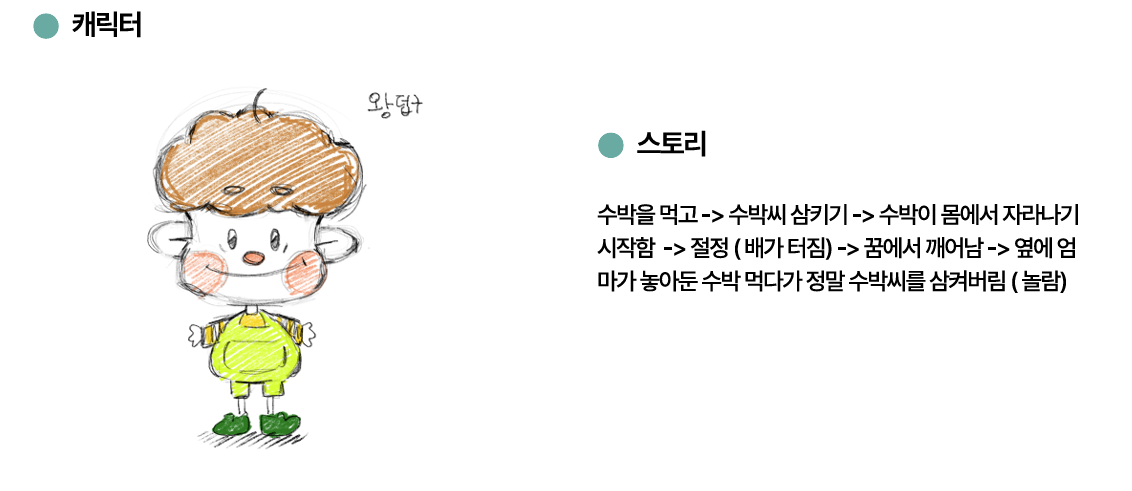 캐릭터
왕덥구
스토리
수박을 먹고 -> 수박씨 삼키기 -> 수박이 몸에서 자라나기
시작함 -> 절정 ( 배가 터짐) -> 꿈에서 깨어남 -> 옆에 엄
마가 놓아둔 수박 먹다가 정말 수박씨를 삼켜버림 ( 놀람)